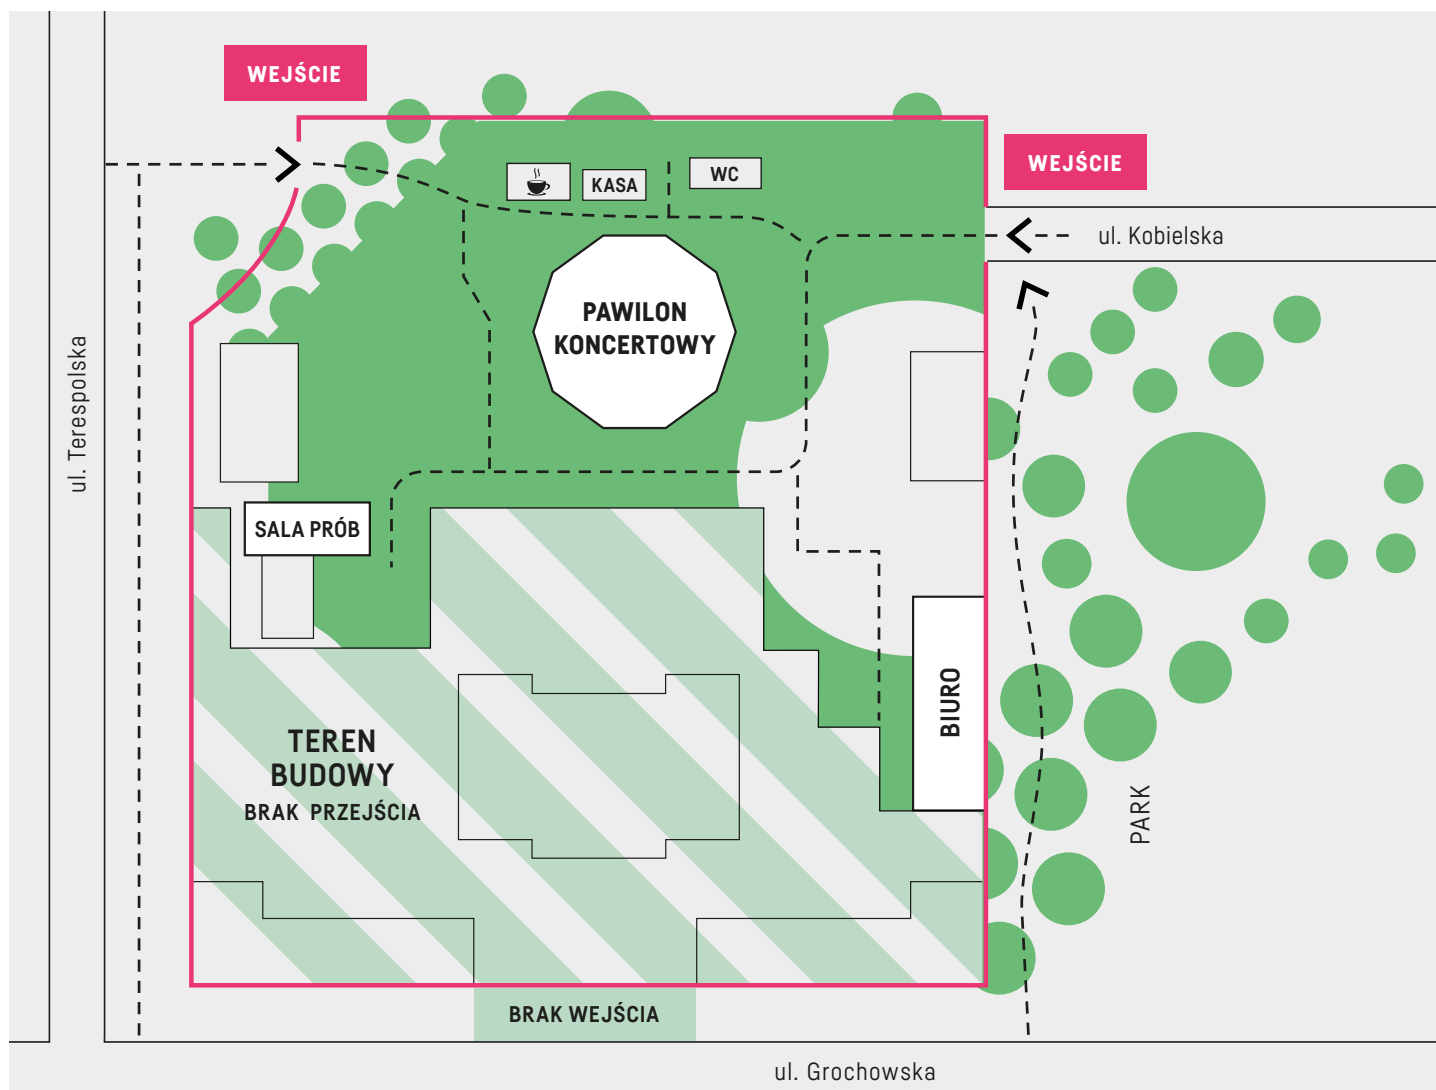 WEJŚCIE
WEJŚCIE
KASA
WC
ul. Kobielska
PAWILON
KONCERTOWY
ul. Terespolska
SALA PRÓB
BIURO
TEREN
BUDOWY
BRAK PRZEJŚCIA
PARK
BRAK WEJŚCIA
ul. Grochowska